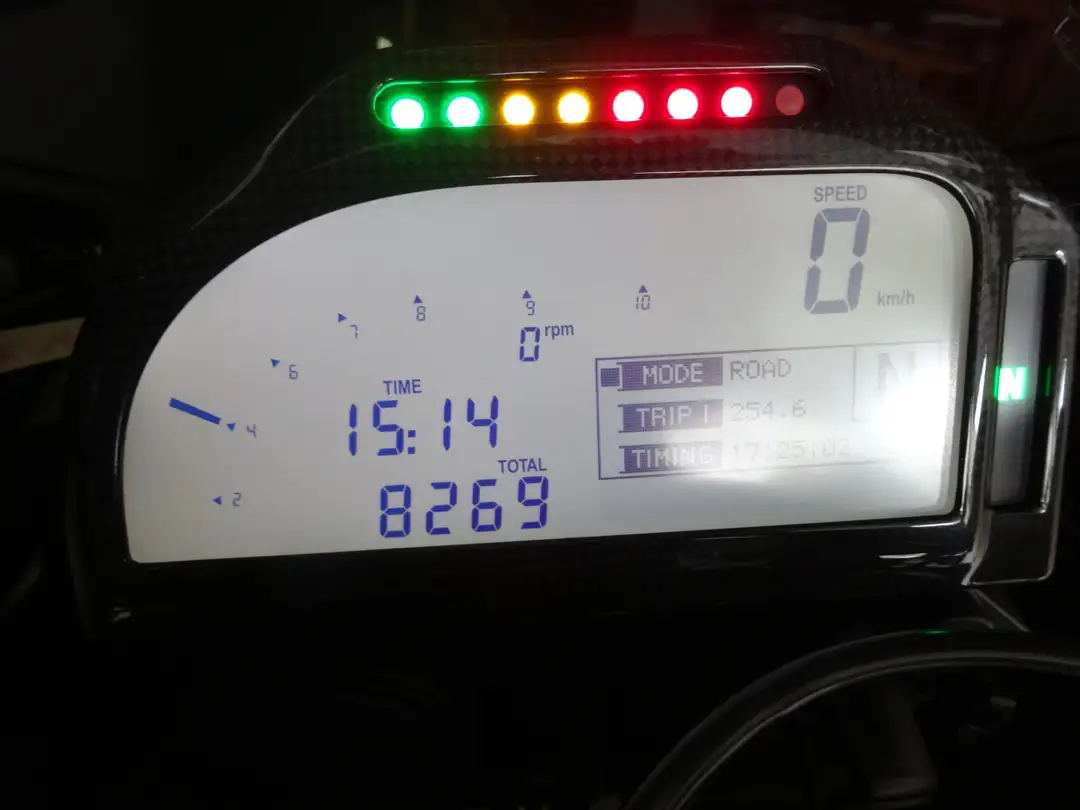 SPEED
0
km/h
10
9
8
7
6
4
2
0 rpm
TIME
15:14
TOTAL
8269
MODE ROAD
N
TRIP 1 254.6
TIMING 17:25:02
N